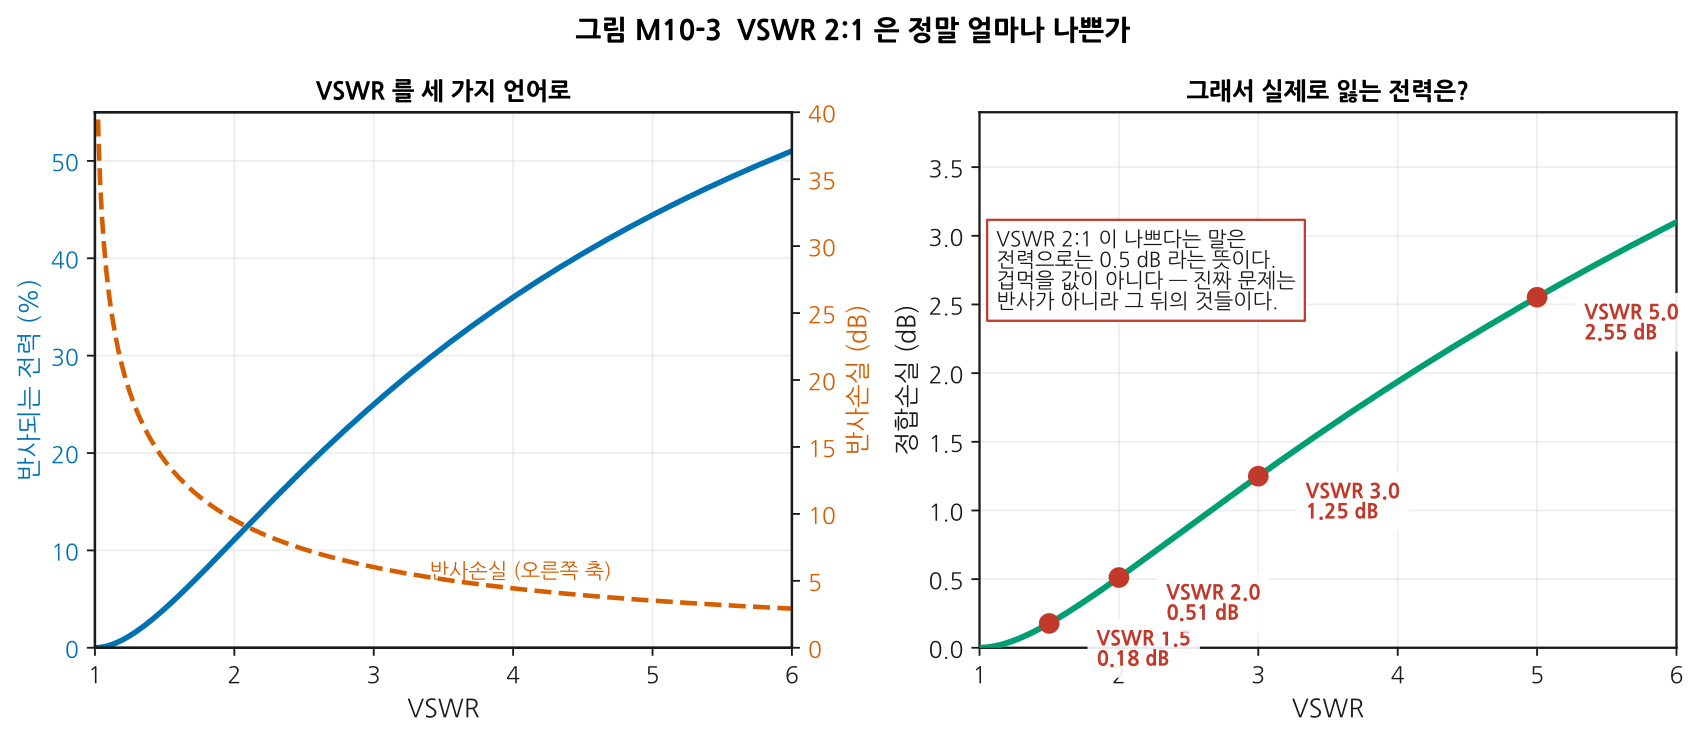 그림 M10-3 VSWR 2:1 은 정말 얼마나 나쁜가
VSWR 를 세 가지 언어로
반사되는 전력 (%)
50
40
30
20
10
0
40
35
30
25
20
15
10
5
0
반사손실 (dB)
반사손실 (오른쪽 축)
1 2 3 4 5 6
VSWR
그래서 실제로 잃는 전력은?
정합손실 (dB)
3.5
3.0
2.5
2.0
1.5
1.0
0.5
0.0
VSWR 2:1 이 나쁘다는 말은
전력으로는 0.5 dB 라는 뜻이다.
겁먹을 값이 아니다 — 진짜 문제는
반사가 아니라 그 뒤의 것들이다.
VSWR 5.0
2.55 dB
VSWR 3.0
1.25 dB
VSWR 2.0
0.51 dB
VSWR 1.5
0.18 dB
1 2 3 4 5 6
VSWR